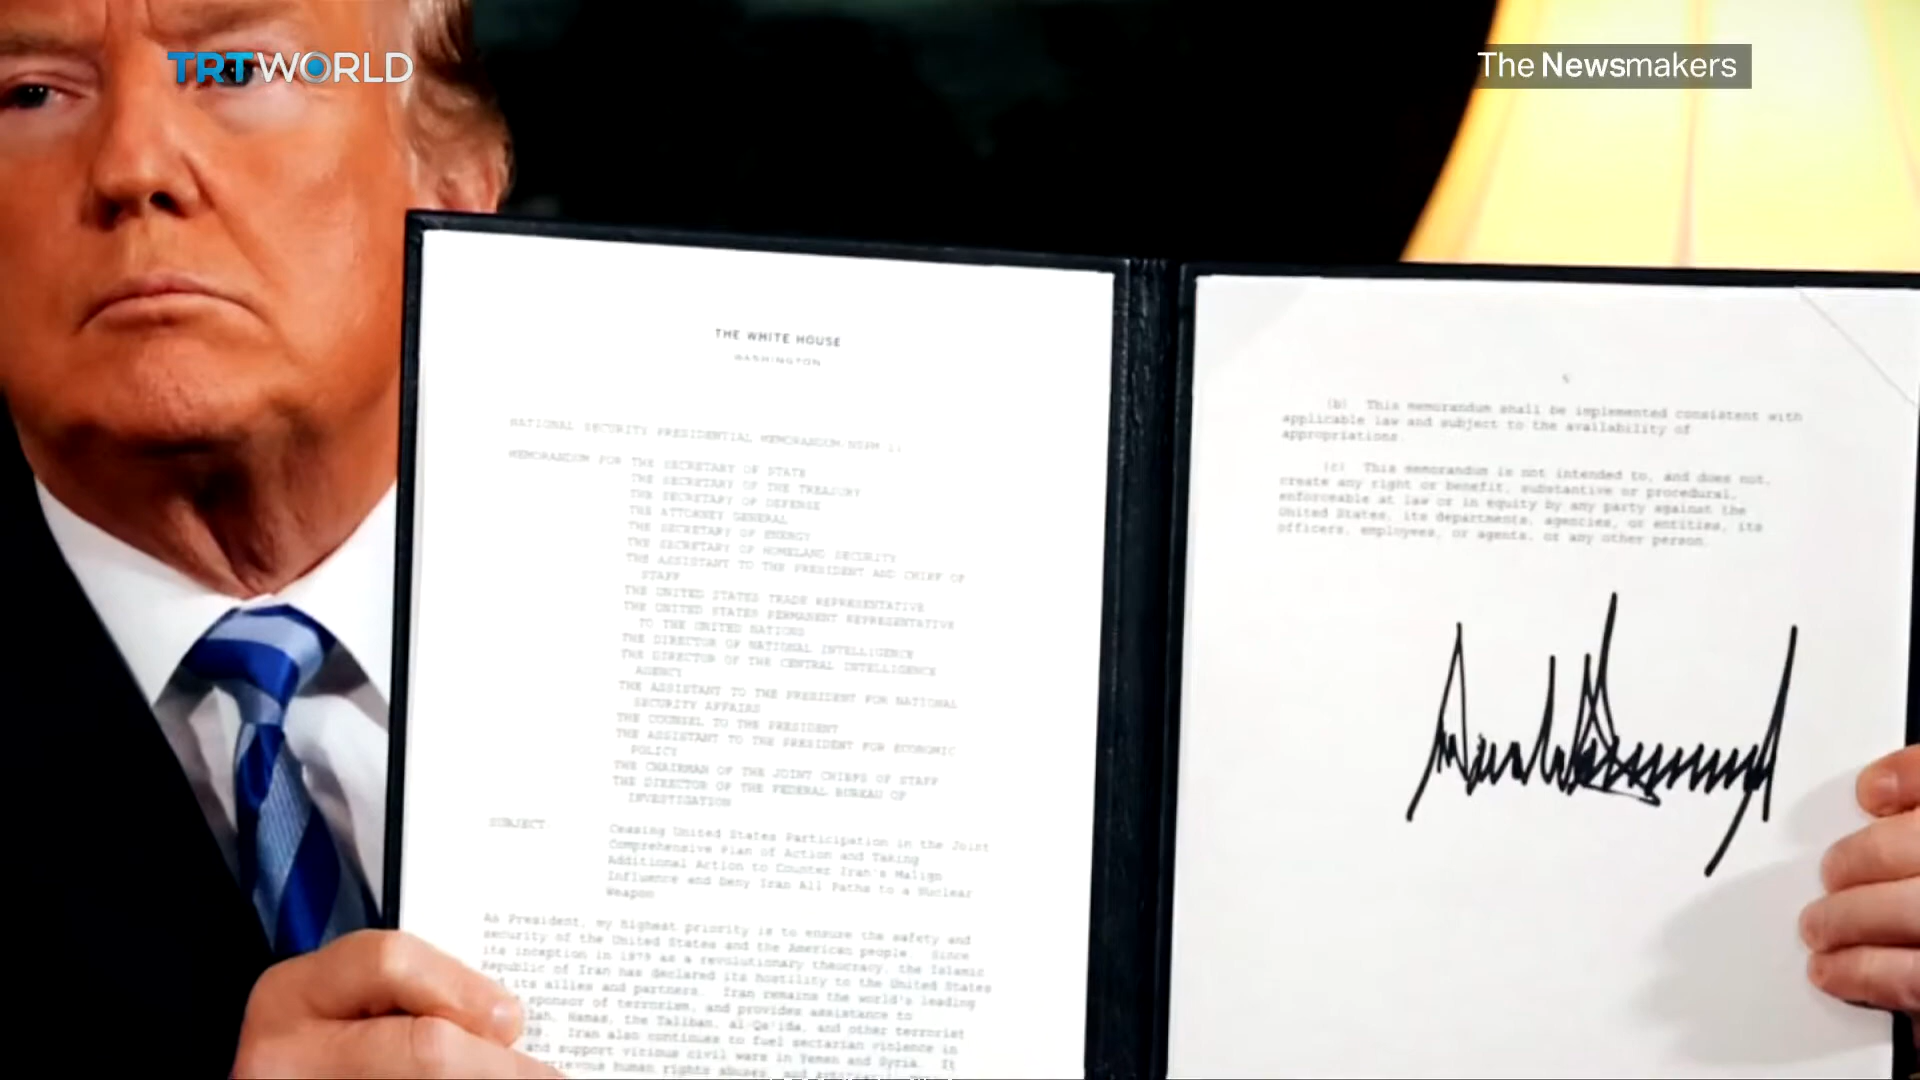 TRT WORLD
The Newsmakers
THE WHITE HOUSE
WASHINGTON
NATIONAL SECURITY PRESIDENTIAL MEMORANDUM/NSPM-11
MEMORANDUM FOR THE SECRETARY OF STATE
THE SECRETARY OF THE TREASURY
THE SECRETARY OF DEFENSE
THE ATTORNEY GENERAL
THE SECRETARY OF ENERGY
THE SECRETARY OF HOMELAND SECURITY
THE ASSISTANT TO THE PRESIDENT AND CHIEF OF
STAFF
THE UNITED STATES TRADE REPRESENTATIVE
THE UNITED STATES PERMANENT REPRESENTATIVE
TO THE UNITED NATIONS
THE DIRECTOR OF NATIONAL INTELLIGENCE
THE DIRECTOR OF THE CENTRAL INTELLIGENCE
AGENCY
THE ASSISTANT TO THE PRESIDENT FOR NATIONAL
SECURITY AFFAIRS
THE COUNSEL TO THE PRESIDENT
THE ASSISTANT TO THE PRESIDENT FOR ECONOMIC
POLICY
THE CHAIRMAN OF THE JOINT CHIEFS OF STAFF
THE DIRECTOR OF THE FEDERAL BUREAU OF
INVESTIGATION
SUBJECT: Ceasing United States Participation in the Joint
Comprehensive Plan of Action and Taking
Additional Action to Counter Iran's Malign
Influence and Deny Iran All Paths to a Nuclear
Weapon
As President, my highest priority is to ensure the safety and
security of the United States and the American people. Since
its inception in 1979 as a revolutionary theocracy, the Islamic
Republic of Iran has declared its hostility to the United States
its allies and partners. Iran remains the world's leading
sponsor of terrorism, and provides assistance to
lah, Hamas, the Taliban, al-Qa'ida, and other terrorist
Iran also continues to fuel sectarian violence in
and support vicious civil wars in Yemen and Syria. It
grievous human rights abuses, and
(b) This memorandum shall be implemented consistent with
applicable law and subject to the availability of
appropriations.
(c) This memorandum is not intended to, and does not,
create any right or benefit, substantive or procedural,
enforceable at law or in equity by any party against the
United States, its departments, agencies, or entities, its
officers, employees, or agents, or any other person.